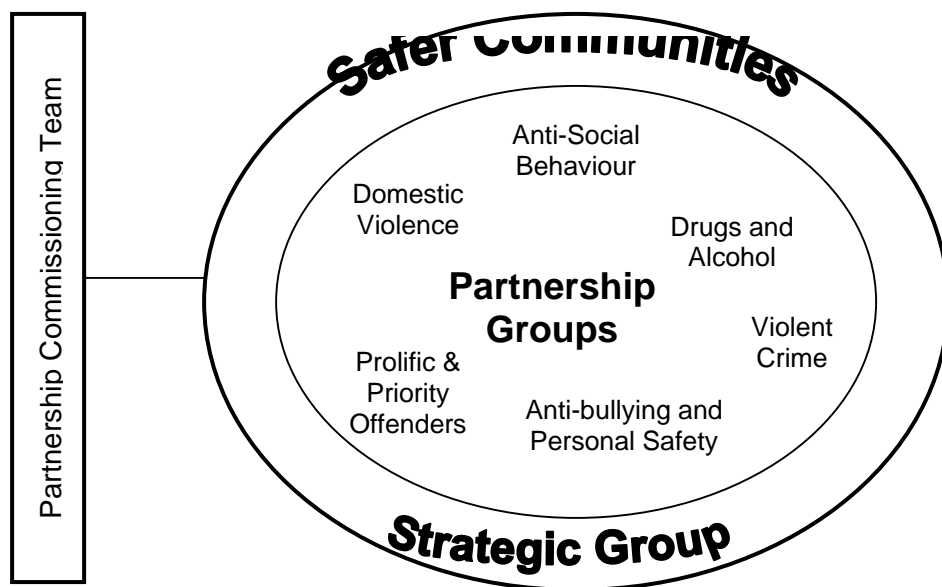 Partnership Commissioning Team
Safer Communities
Anti-Social
Behaviour
Domestic
Violence
Drugs and
Alcohol
Partnership
Groups
Violent
Crime
Prolific &
Priority
Offenders
Anti-bullying and
Personal Safety
Strategic Group